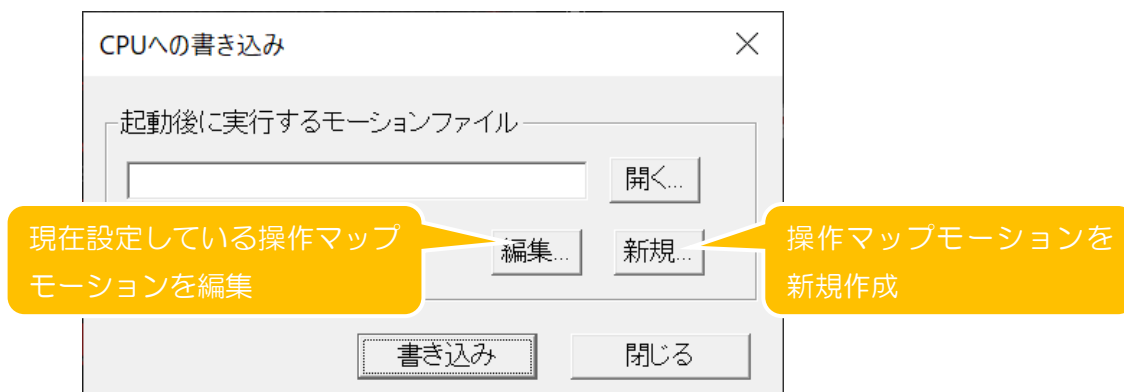 CPUへの書き込み
起動後に実行するモーションファイル
開く...
現在設定している操作マップ
モーションを編集
編集...
新規...
操作マップモーションを
新規作成
書き込み
閉じる